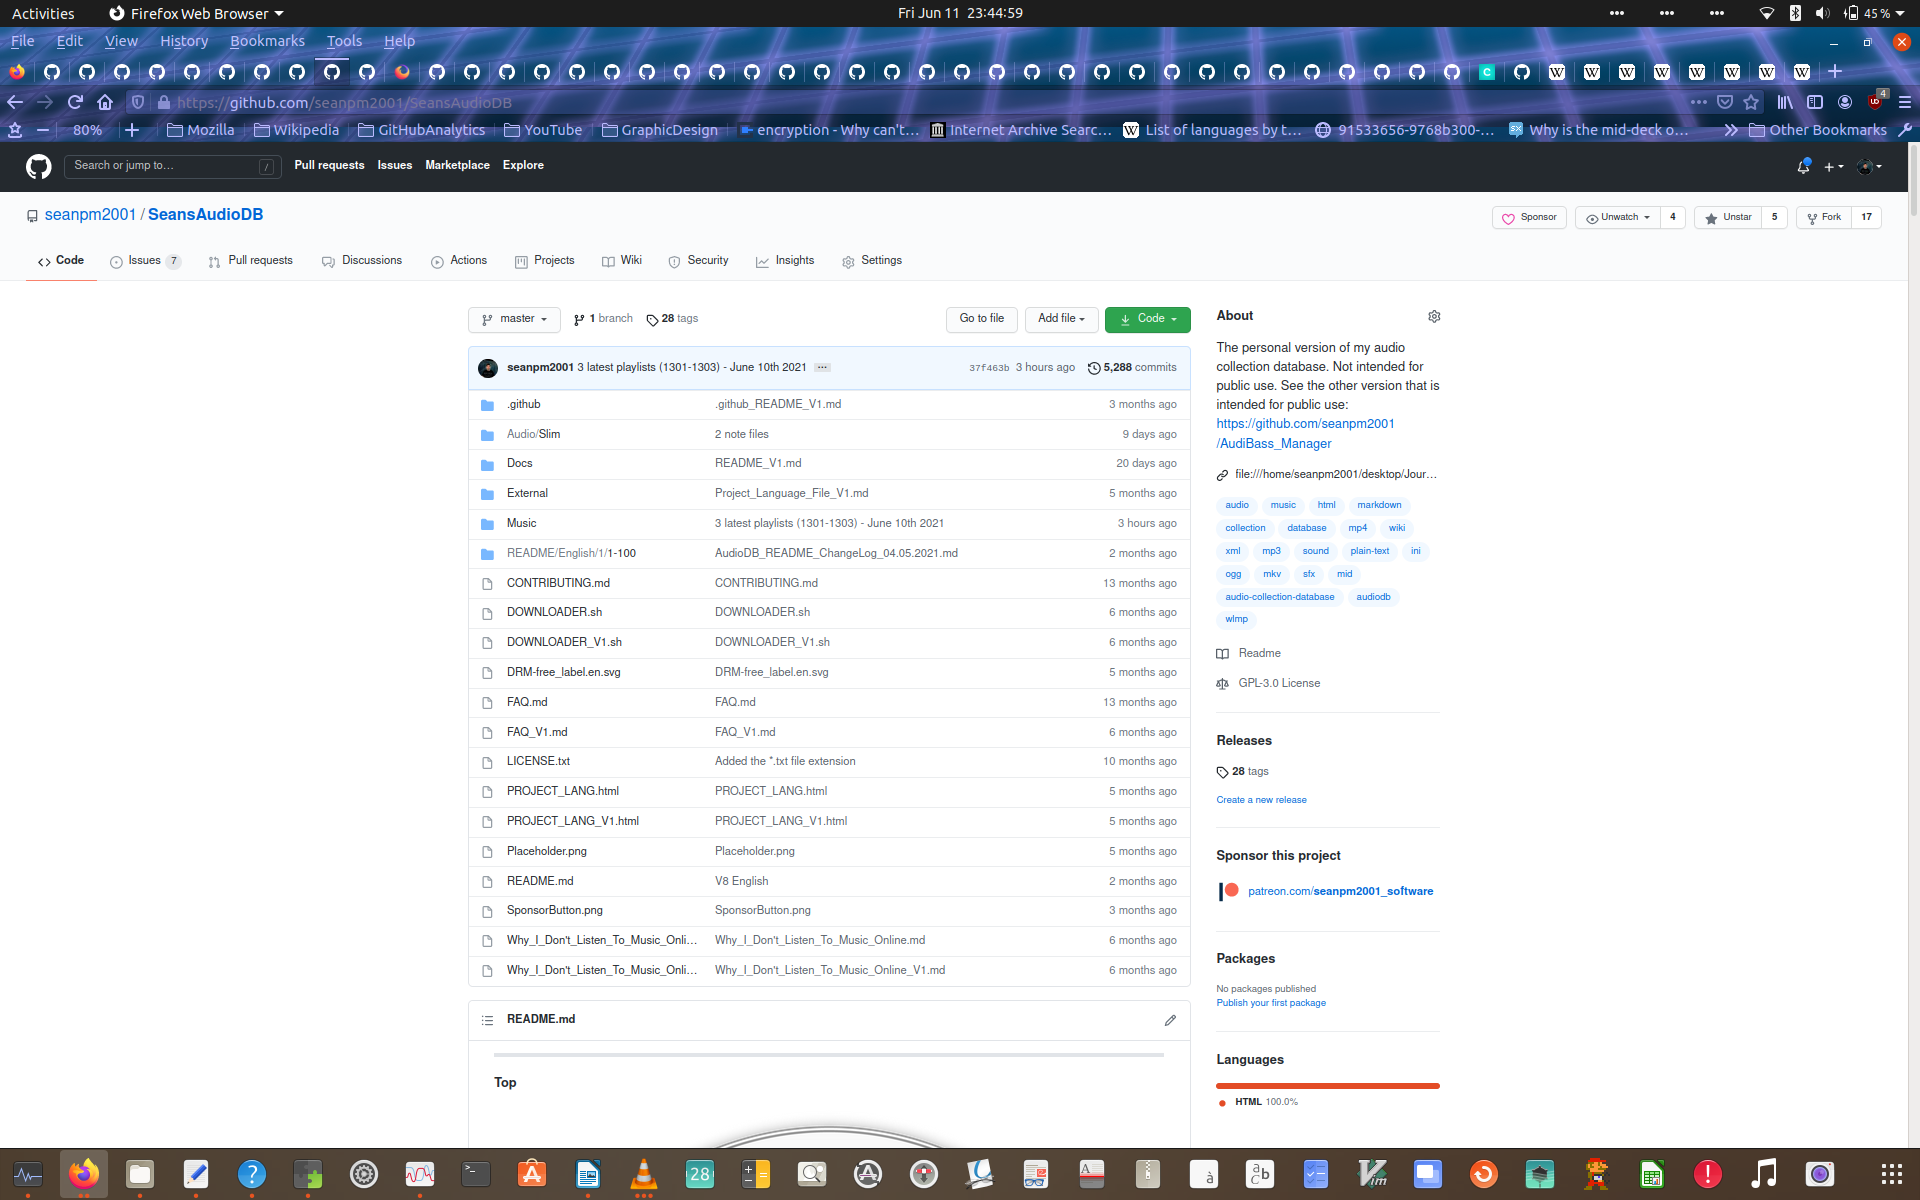 Activities Firefox Web Browser Fri Jun 11 23:44:59 45 %
File Edit View History Bookmarks Tools Help
https://github.com/seanpm2001/SeansAudioDB 4
80% Mozilla Wikipedia GitHubAnalytics YouTube GraphicDesign encryption - Why can't… Internet Archive Searc… List of languages by t… 91533656-9768b300-… Why is the mid-deck o… Other Bookmarks
Search or jump to… / Pull requests Issues Marketplace Explore
seanpm2001 / SeansAudioDB Sponsor Unwatch 4 Unstar 5 Fork 17
Code Issues 7 Pull requests Discussions Actions Projects Wiki Security Insights Settings
master 1 branch 28 tags Go to file Add file Code
seanpm2001 3 latest playlists (1301-1303) - June 10th 2021 ... 37f463b 3 hours ago 5,288 commits
.github .github_README_V1.md 3 months ago
Audio/Slim 2 note files 9 days ago
Docs README_V1.md 20 days ago
External Project_Language_File_V1.md 5 months ago
Music 3 latest playlists (1301-1303) - June 10th 2021 3 hours ago
README/English/1/1-100 AudioDB_README_ChangeLog_04.05.2021.md 2 months ago
CONTRIBUTING.md CONTRIBUTING.md 13 months ago
DOWNLOADER.sh DOWNLOADER.sh 6 months ago
DOWNLOADER_V1.sh DOWNLOADER_V1.sh 6 months ago
DRM-free_label.en.svg DRM-free_label.en.svg 5 months ago
FAQ.md FAQ.md 13 months ago
FAQ_V1.md FAQ_V1.md 6 months ago
LICENSE.txt Added the *.txt file extension 10 months ago
PROJECT_LANG.html PROJECT_LANG.html 5 months ago
PROJECT_LANG_V1.html PROJECT_LANG_V1.html 5 months ago
Placeholder.png Placeholder.png 5 months ago
README.md V8 English 2 months ago
SponsorButton.png SponsorButton.png 3 months ago
Why_I_Don't_Listen_To_Music_Onli… Why_I_Don't_Listen_To_Music_Online.md 6 months ago
Why_I_Don't_Listen_To_Music_Onli… Why_I_Don't_Listen_To_Music_Online_V1.md 6 months ago
README.md
Top
About
The personal version of my audio
collection database. Not intended for
public use. See the other version that is
intended for public use:
https://github.com/seanpm2001
/AudiBass_Manager
file:///home/seanpm2001/desktop/Jour…
audio music html markdown
collection database mp4 wiki
xml mp3 sound plain-text ini
ogg mkv sfx mid
audio-collection-database audiodb
wlmp
Readme
GPL-3.0 License
Releases
28 tags
Create a new release
Sponsor this project
patreon.com/seanpm2001_software
Packages
No packages published
Publish your first package
Languages
HTML 100.0%
28